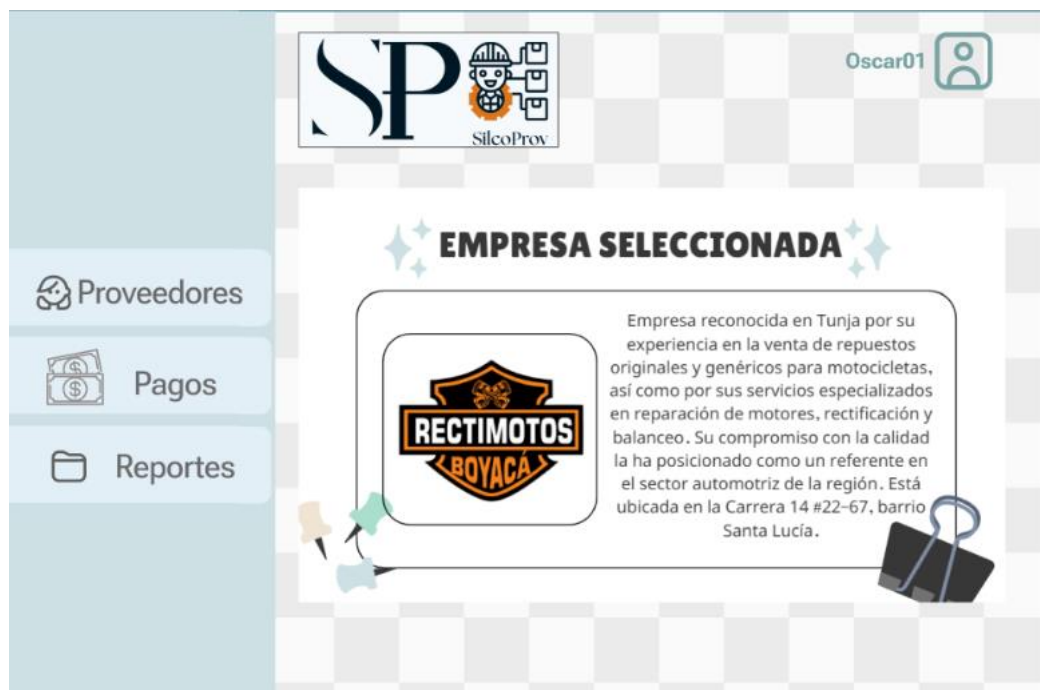 SP
SilcoProv
Oscar01
EMPRESA SELECCIONADA
Proveedores
Pagos
Reportes
RECTIMOTOS
BOYACÁ
Empresa reconocida en Tunja por su
experiencia en la venta de repuestos
originales y genéricos para motocicletas,
así como por sus servicios especializados
en reparación de motores, rectificación y
balanceo. Su compromiso con la calidad
la ha posicionado como un referente en
el sector automotriz de la región. Está
ubicada en la Carrera 14 #22-67, barrio
Santa Lucía.